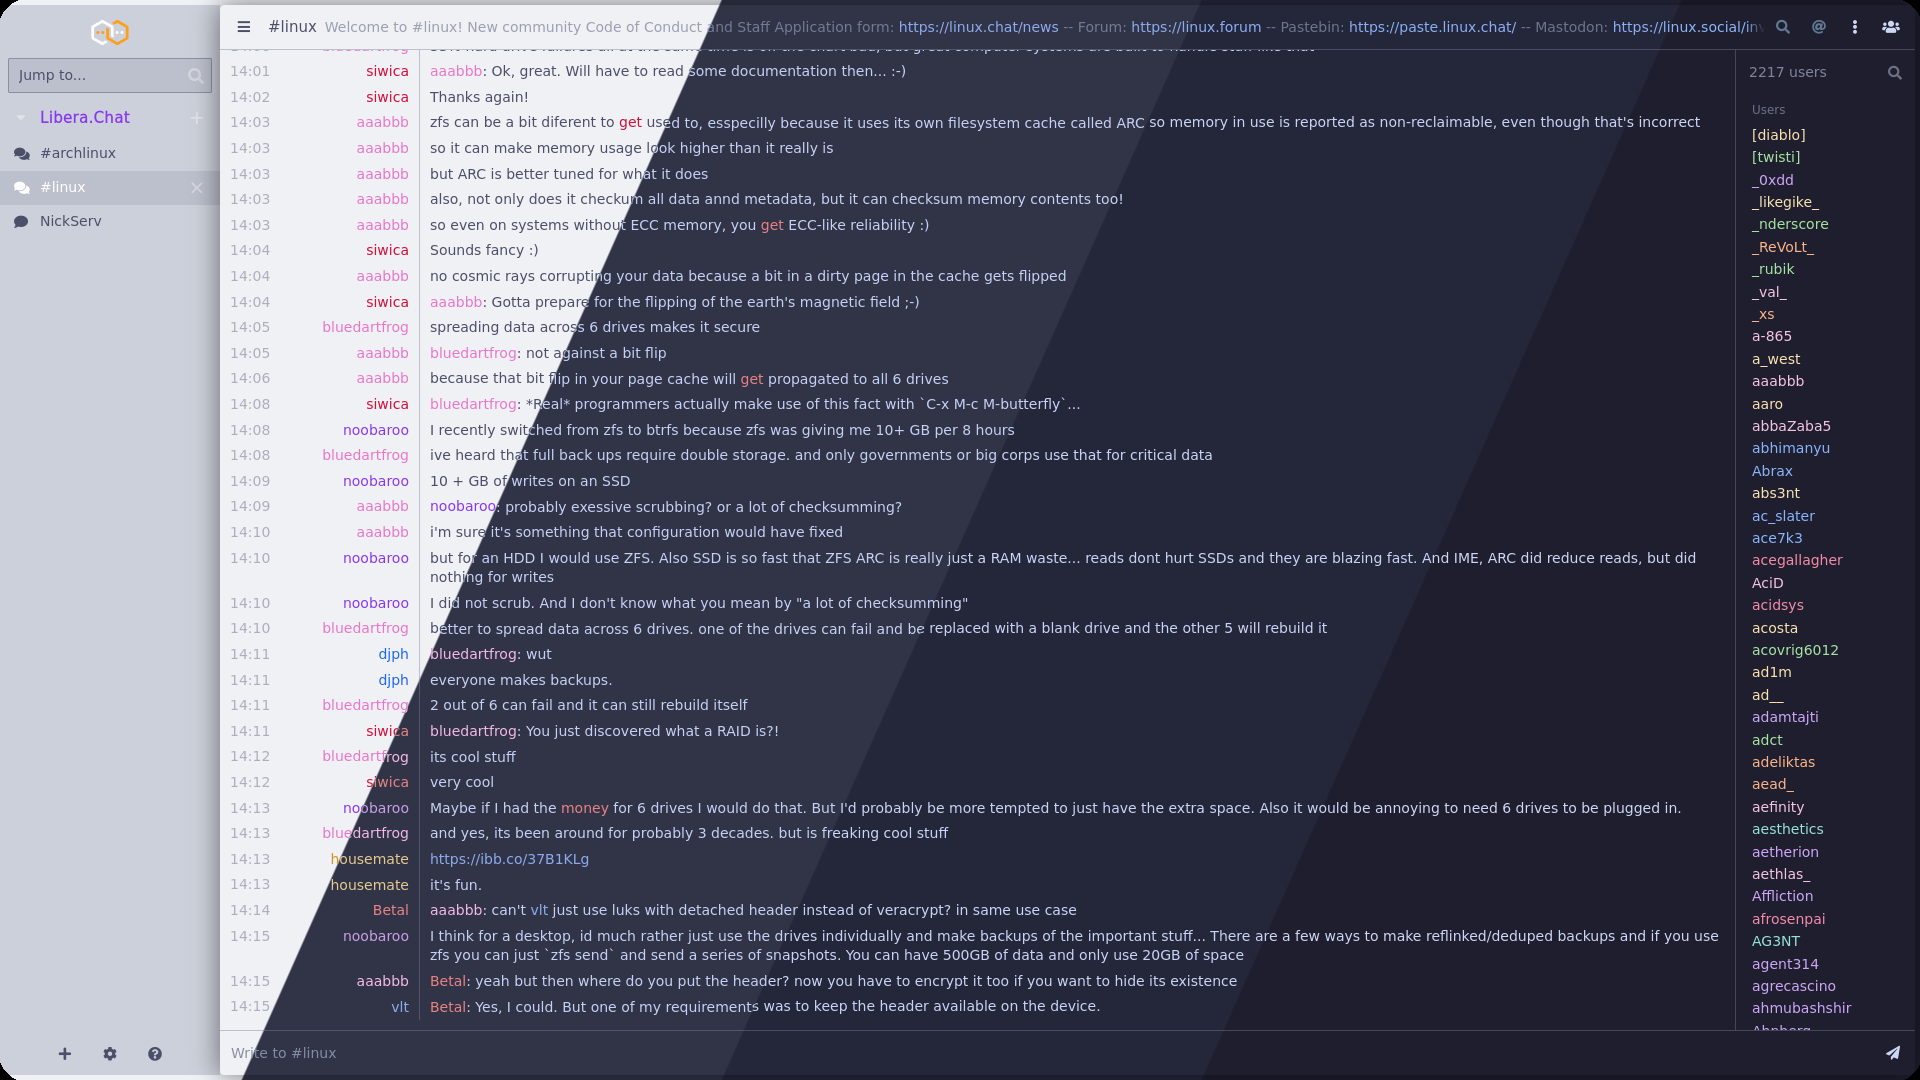 #linux Welcome to #linux! New community Code of Conduct and Staff Application form: https://linux.chat/news -- Forum: https://linux.forum -- Pastebin: https://paste.linux.chat/ -- Mastodon: https://linux.social/inv
Jump to...
Libera.Chat
#archlinux
#linux
NickServ
14:01 siwica aaabbb: Ok, great. Will have to read some documentation then... :-)
14:02 siwica Thanks again!
14:03 aaabbb zfs can be a bit diferent to get used to, esspecilly because it uses its own filesystem cache called ARC so memory in use is reported as non-reclaimable, even though that's incorrect
14:03 aaabbb so it can make memory usage look higher than it really is
14:03 aaabbb but ARC is better tuned for what it does
14:03 aaabbb also, not only does it checkum all data annd metadata, but it can checksum memory contents too!
14:03 aaabbb so even on systems without ECC memory, you get ECC-like reliability :)
14:04 siwica Sounds fancy :)
14:04 aaabbb no cosmic rays corrupting your data because a bit in a dirty page in the cache gets flipped
14:04 siwica aaabbb: Gotta prepare for the flipping of the earth's magnetic field ;-)
14:05 bluedartfrog spreading data across 6 drives makes it secure
14:05 aaabbb bluedartfrog: not against a bit flip
14:06 aaabbb because that bit flip in your page cache will get propagated to all 6 drives
14:08 siwica bluedartfrog: *Real* programmers actually make use of this fact with `C-x M-c M-butterfly`...
14:08 noobaroo I recently switched from zfs to btrfs because zfs was giving me 10+ GB per 8 hours
14:08 bluedartfrog ive heard that full back ups require double storage. and only governments or big corps use that for critical data
14:09 noobaroo 10 + GB of writes on an SSD
14:09 aaabbb noobaroo: probably exessive scrubbing? or a lot of checksumming?
14:10 aaabbb i'm sure it's something that configuration would have fixed
14:10 noobaroo but for an HDD I would use ZFS. Also SSD is so fast that ZFS ARC is really just a RAM waste... reads dont hurt SSDs and they are blazing fast. And IME, ARC did reduce reads, but did
nothing for writes
14:10 noobaroo I did not scrub. And I don't know what you mean by "a lot of checksumming"
14:10 bluedartfrog better to spread data across 6 drives. one of the drives can fail and be replaced with a blank drive and the other 5 will rebuild it
14:11 djph bluedartfrog: wut
14:11 djph everyone makes backups.
14:11 bluedartfrog 2 out of 6 can fail and it can still rebuild itself
14:11 siwica bluedartfrog: You just discovered what a RAID is?!
14:12 bluedartfrog its cool stuff
14:12 siwica very cool
14:13 noobaroo Maybe if I had the money for 6 drives I would do that. But I'd probably be more tempted to just have the extra space. Also it would be annoying to need 6 drives to be plugged in.
14:13 bluedartfrog and yes, its been around for probably 3 decades. but is freaking cool stuff
14:13 housemate https://ibb.co/37B1KLg
14:13 housemate it's fun.
14:14 Betal aaabbb: can't vlt just use luks with detached header instead of veracrypt? in same use case
14:15 noobaroo I think for a desktop, id much rather just use the drives individually and make backups of the important stuff... There are a few ways to make reflinked/deduped backups and if you use
zfs you can just `zfs send` and send a series of snapshots. You can have 500GB of data and only use 20GB of space
14:15 aaabbb Betal: yeah but then where do you put the header? now you have to encrypt it too if you want to hide its existence
14:15 vlt Betal: Yes, I could. But one of my requirements was to keep the header available on the device.
Write to #linux
2217 users
Users
[diablo]
[twisti]
_0xdd
_likegike_
_nderscore
_ReVoLt_
_rubik
_val_
_xs
a-865
a_west
aaabbb
aaro
abbaZaba5
abhimanyu
Abrax
abs3nt
ac_slater
ace7k3
acegallagher
AciD
acidsys
acosta
acovrig6012
ad1m
ad__
adamtajti
adct
adeliktas
aead_
aefinity
aesthetics
aetherion
aethlas_
Affliction
afrosenpai
AG3NT
agent314
agrecascino
ahmubashshir